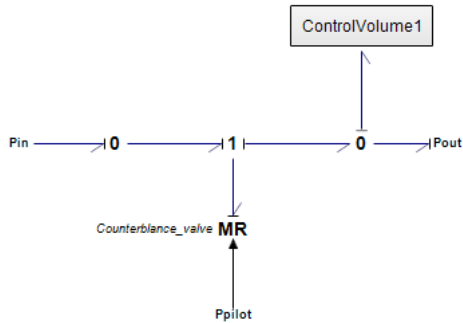 ControlVolume1
Pin 0 1 0 Pout
Counterblance_valve MR
Ppilot